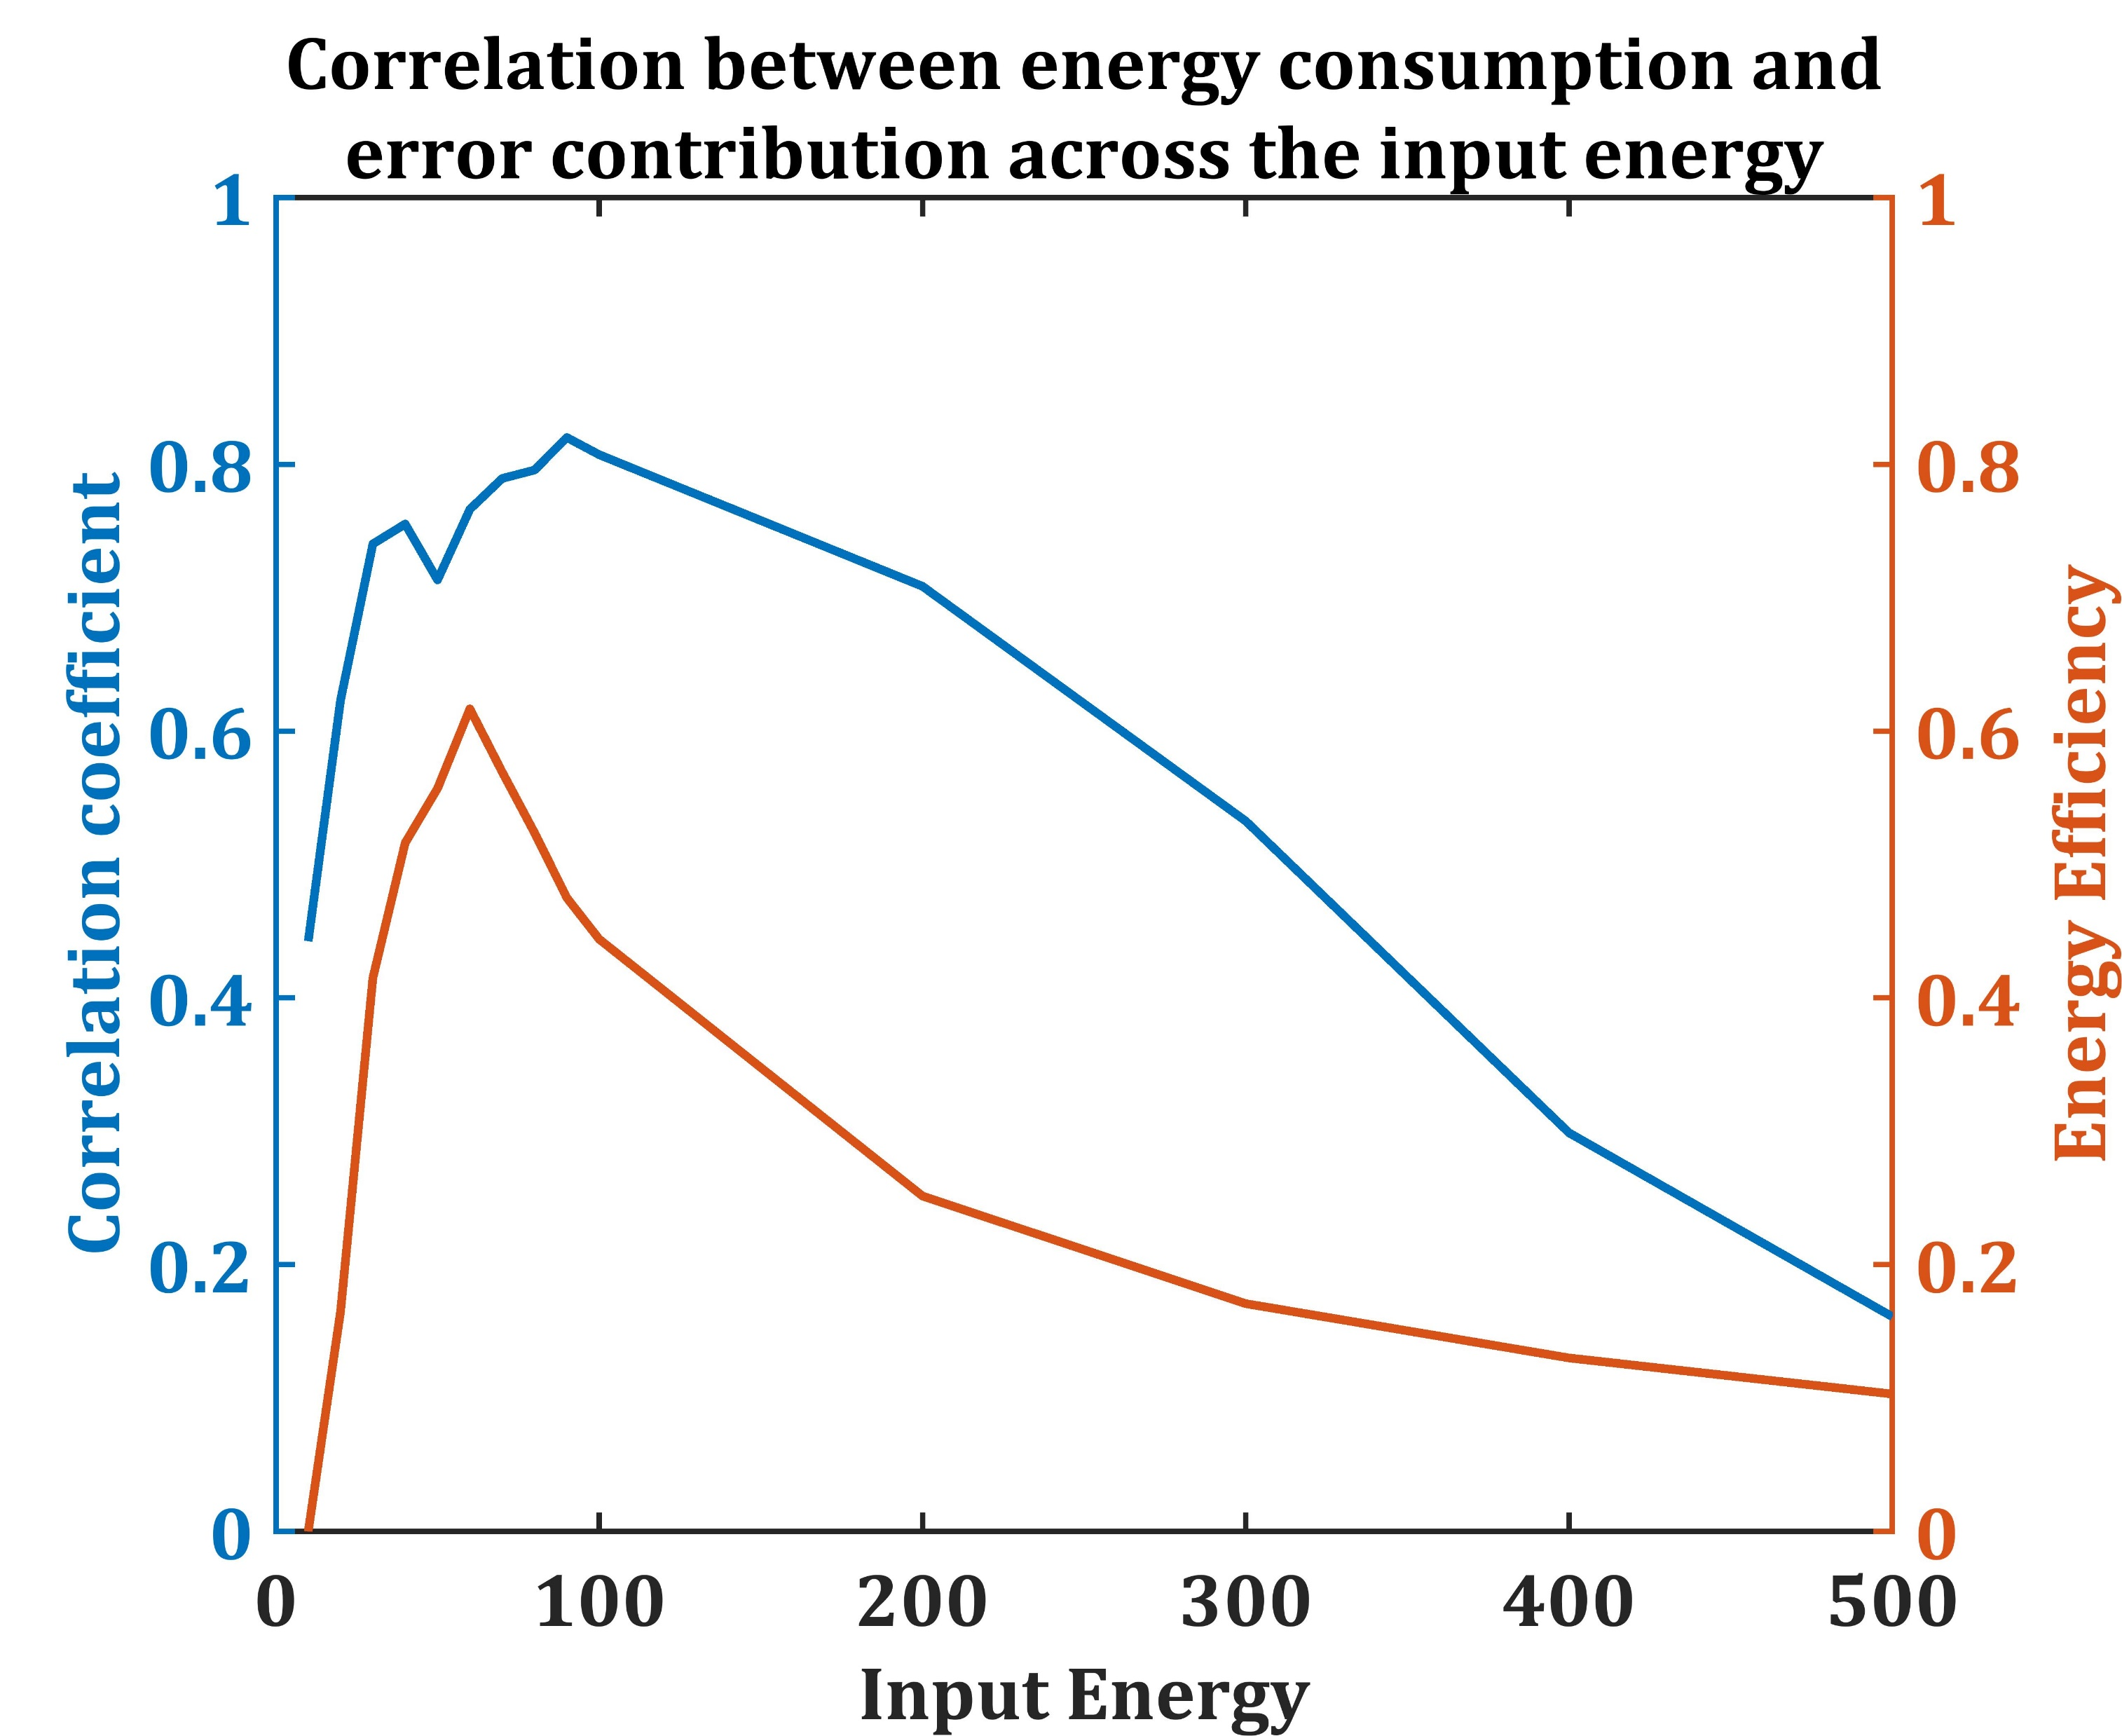 Correlation between energy consumption and
error contribution across the input energy
Correlation coefficient
1
0.8
0.6
0.4
0.2
0
Energy Efficiency
1
0.8
0.6
0.4
0.2
0
0 100 200 300 400 500
Input Energy